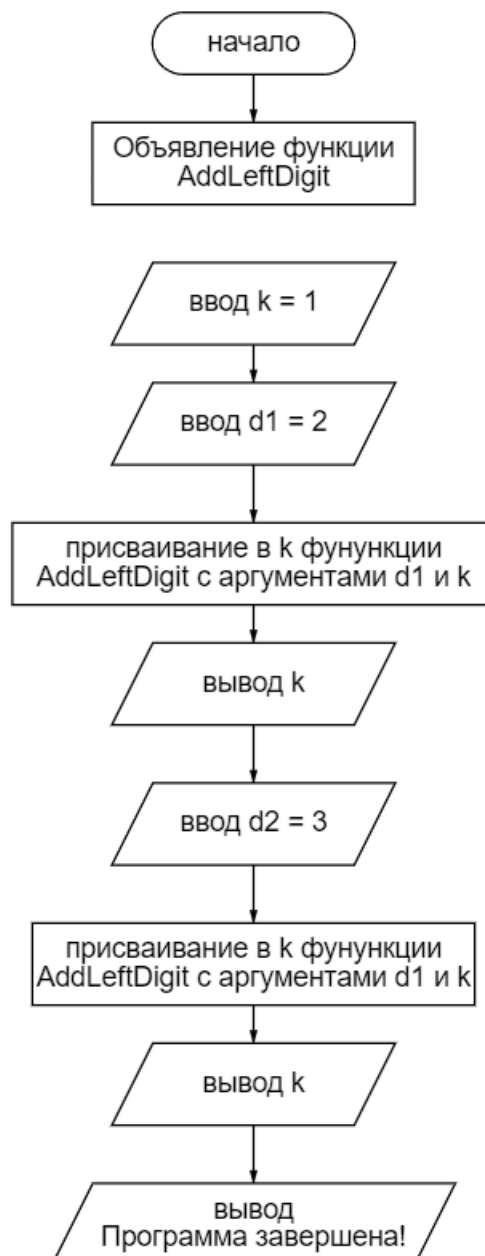 начало
Объявление функции
AddLeftDigit
ввод k = 1
ввод d1 = 2
присваивание в k фунункции
AddLeftDigit с аргументами d1 и k
вывод k
ввод d2 = 3
присваивание в k фунункции
AddLeftDigit с аргументами d1 и k
вывод k
вывод
Программа завершена!